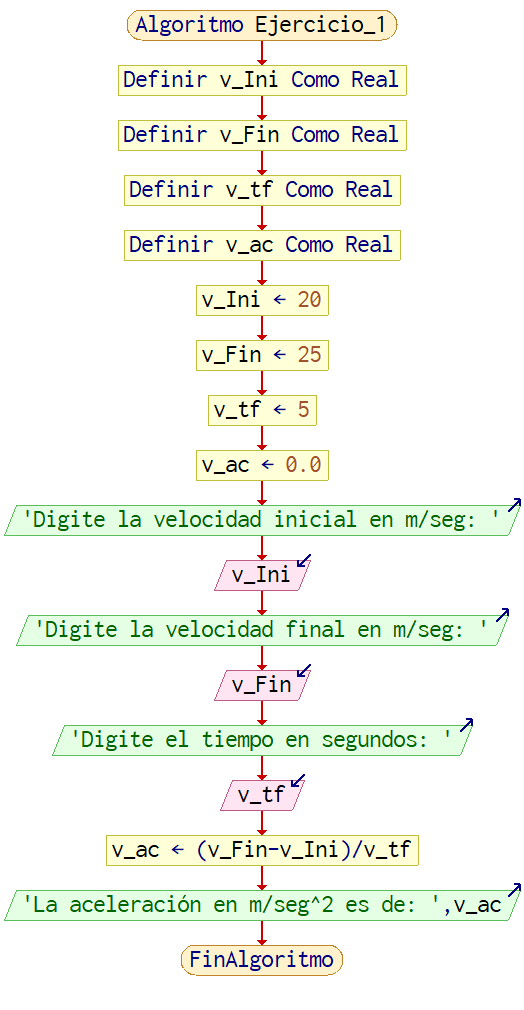 Algoritmo Ejercicio_1
Definir v_Ini Como Real
Definir v_Fin Como Real
Definir v_tf Como Real
Definir v_ac Como Real
v_Ini ← 20
v_Fin ← 25
v_tf ← 5
v_ac ← 0.0
'Digite la velocidad inicial en m/seg: '
v_Ini
'Digite la velocidad final en m/seg: '
v_Fin
'Digite el tiempo en segundos: '
v_tf
v_ac ← (v_Fin-v_Ini)/v_tf
'La aceleración en m/seg^2 es de: ',v_ac
FinAlgoritmo